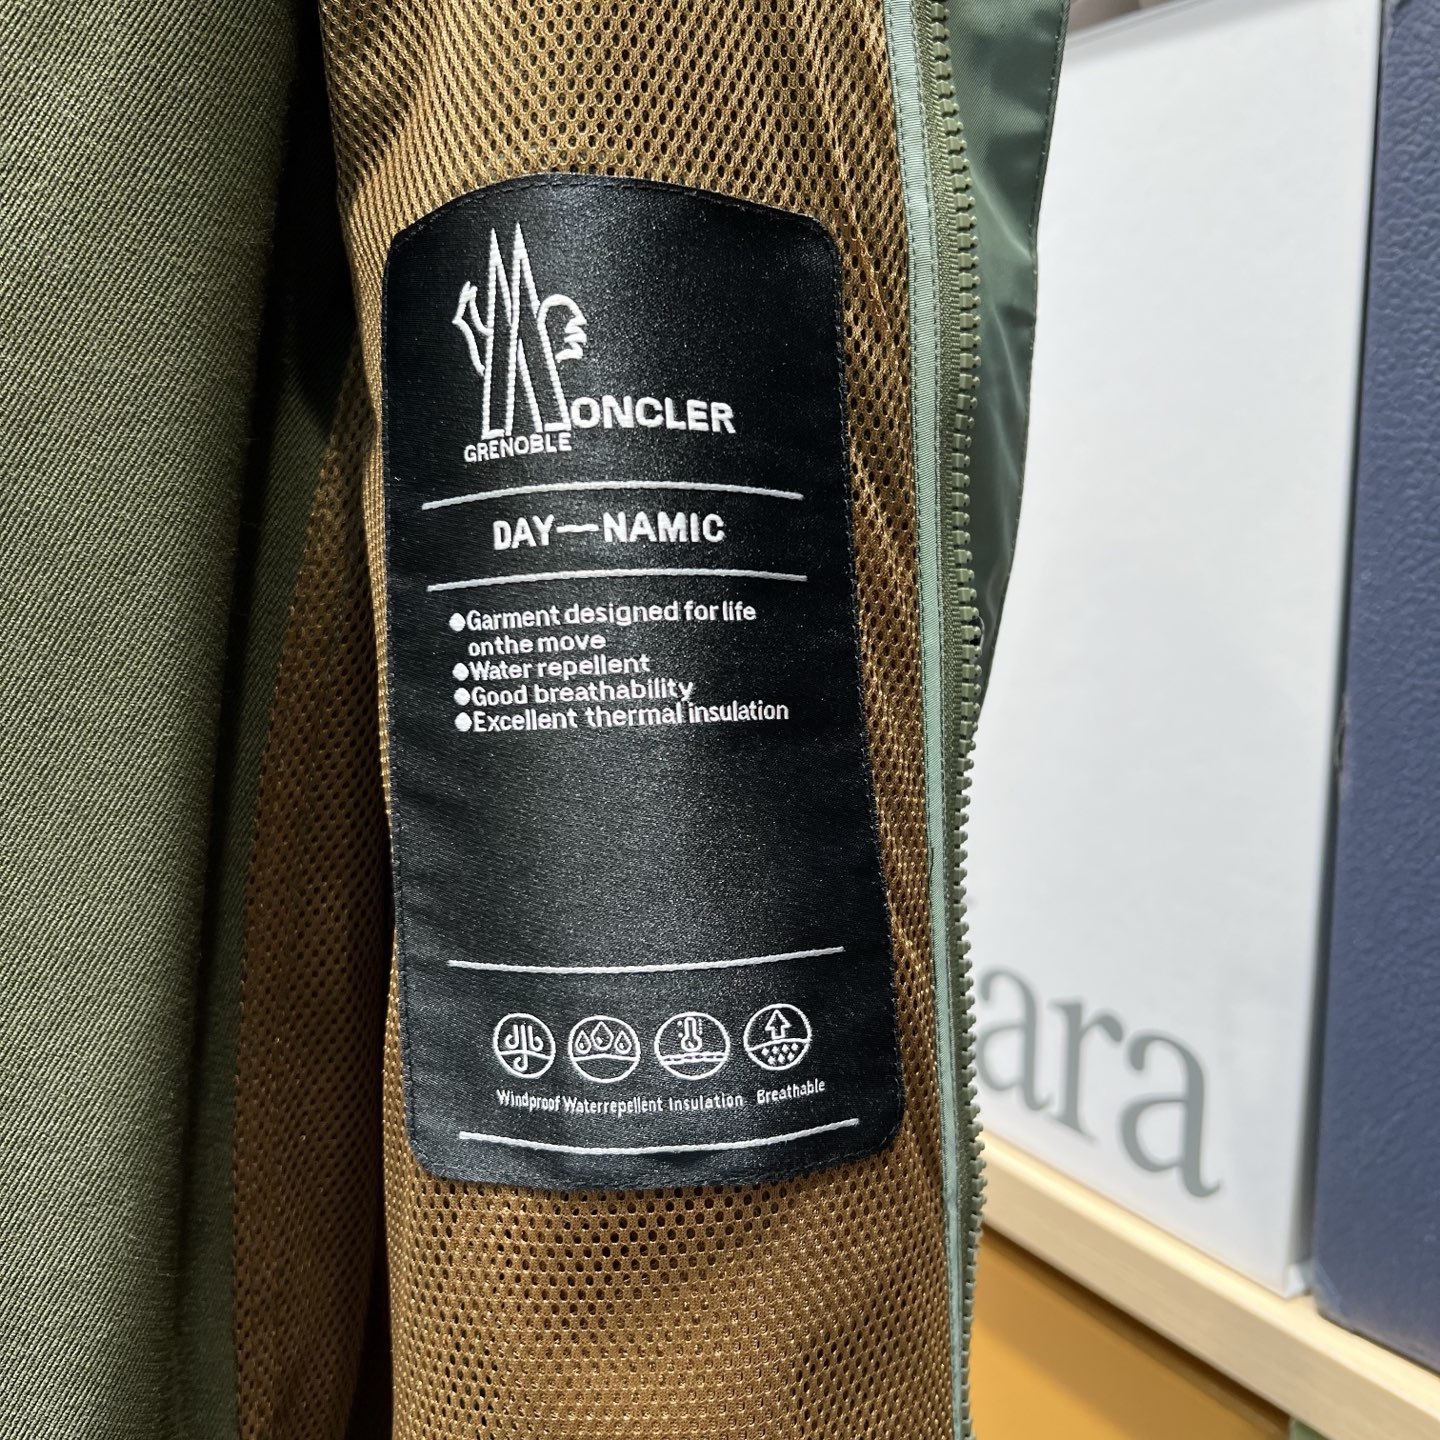 MONCLER
GRENOBLE
DAY—NAMIC
●Garment designed for life
onthe move
●Water repellent
●Good breathability
●Excellent thermal insulation
Windproof Waterrepellent Insulation Breathable
ara